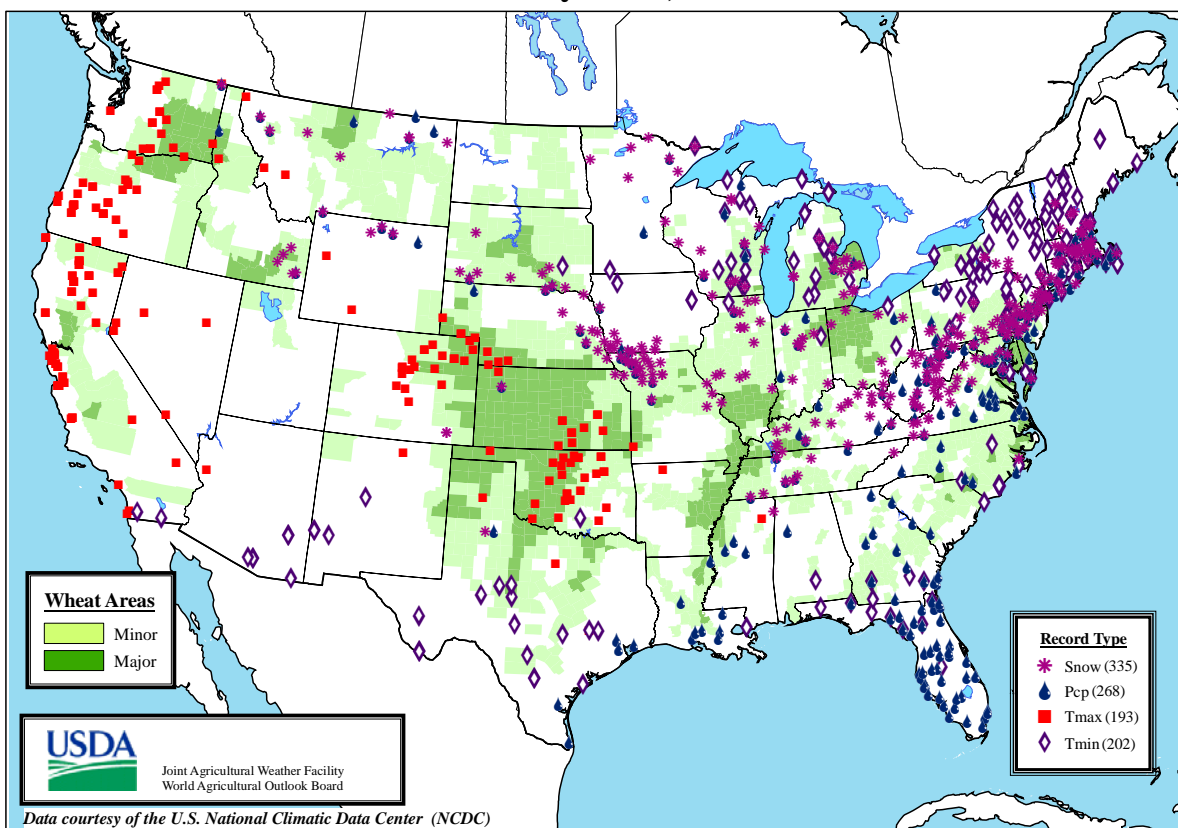 Wheat Areas
Minor
Major
Record Type
Snow (335)
Pcp (268)
Tmax (193)
Tmin (202)
USDA
Joint Agricultural Weather Facility
World Agricultural Outlook Board
Data courtesy of the U.S. National Climatic Data Center (NCDC)